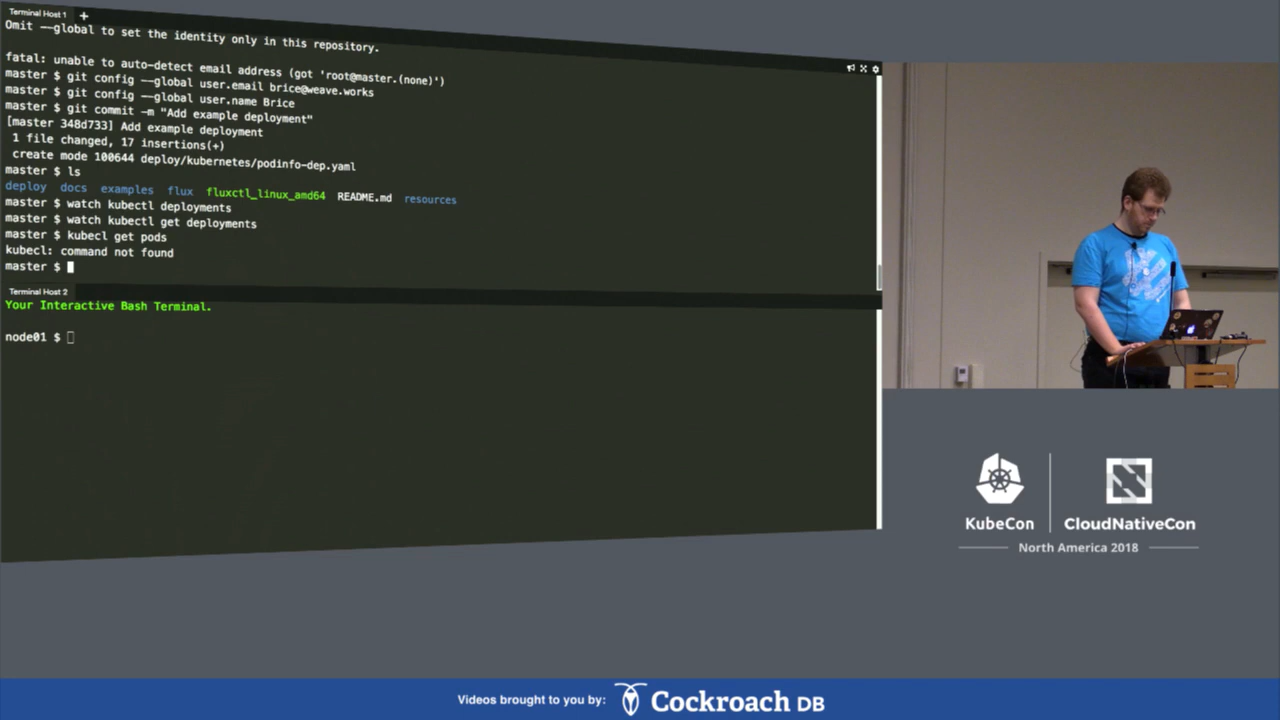 Terminal Host 1 +
Omit --global to set the identity only in this repository.
fatal: unable to auto-detect email address (got 'root@master.(none)')
master $ git config --global user.email brice@weave.works
master $ git config --global user.name Brice
master $ git commit -m "Add example deployment"
[master 348d733] Add example deployment
1 file changed, 17 insertions(+)
create mode 100644 deploy/kubernetes/podinfo-dep.yaml
master $ ls
deploy docs examples flux fluxctl_linux_amd64 README.md resources
master $ watch kubectl deployments
master $ watch kubectl get deployments
master $ kubecl get pods
kubecl: command not found
master $
Terminal Host 2
Your Interactive Bash Terminal.
node01 $
KubeCon
CloudNativeCon
North America 2018
Videos brought to you by: Cockroach DB